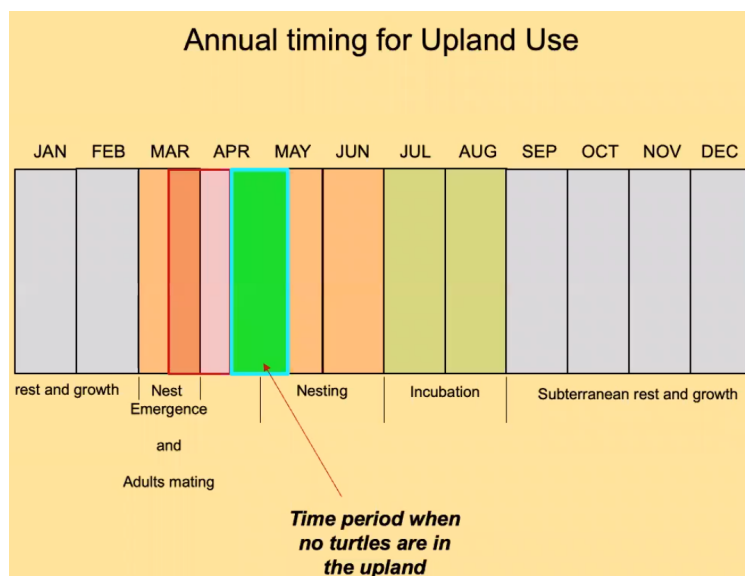 Annual timing for Upland Use
JAN FEB MAR APR MAY JUN JUL AUG SEP OCT NOV DEC
rest and growth Nest Nesting Incubation Subterranean rest and growth
Emergence
and
Adults mating
Time period when
no turtles are in
the upland